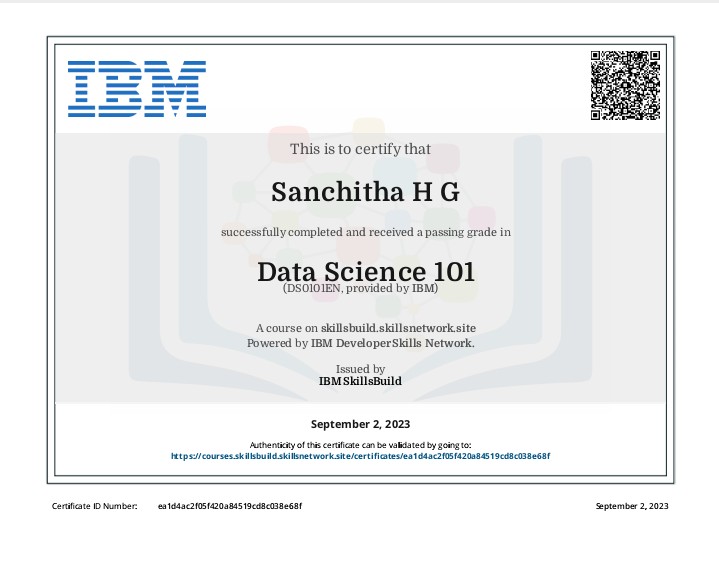 IBM
This is to certify that
Sanchitha H G
successfully completed and received a passing grade in
Data Science 101
(DS0101EN, provided by IBM)
A course on skillsbuild.skillsnetwork.site
Powered by IBM Developer Skills Network.
Issued by
IBM SkillsBuild
September 2, 2023
Authenticity of this certificate can be validated by going to:
https://courses.skillsbuild.skillsnetwork.site/certificates/ea1d4ac2f05f420a84519cd8c038e68f
Certificate ID Number: ea1d4ac2f05f420a84519cd8c038e68f September 2, 2023